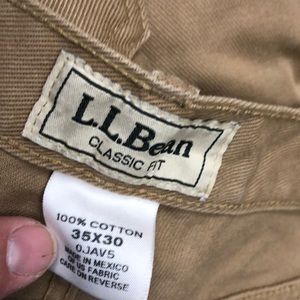 L.L.Bean
CLASSIC FIT
100% COTTON
35X30
0JAV5
MADE IN MEXICO
OF US FABRIC
CARE ON REVERSE